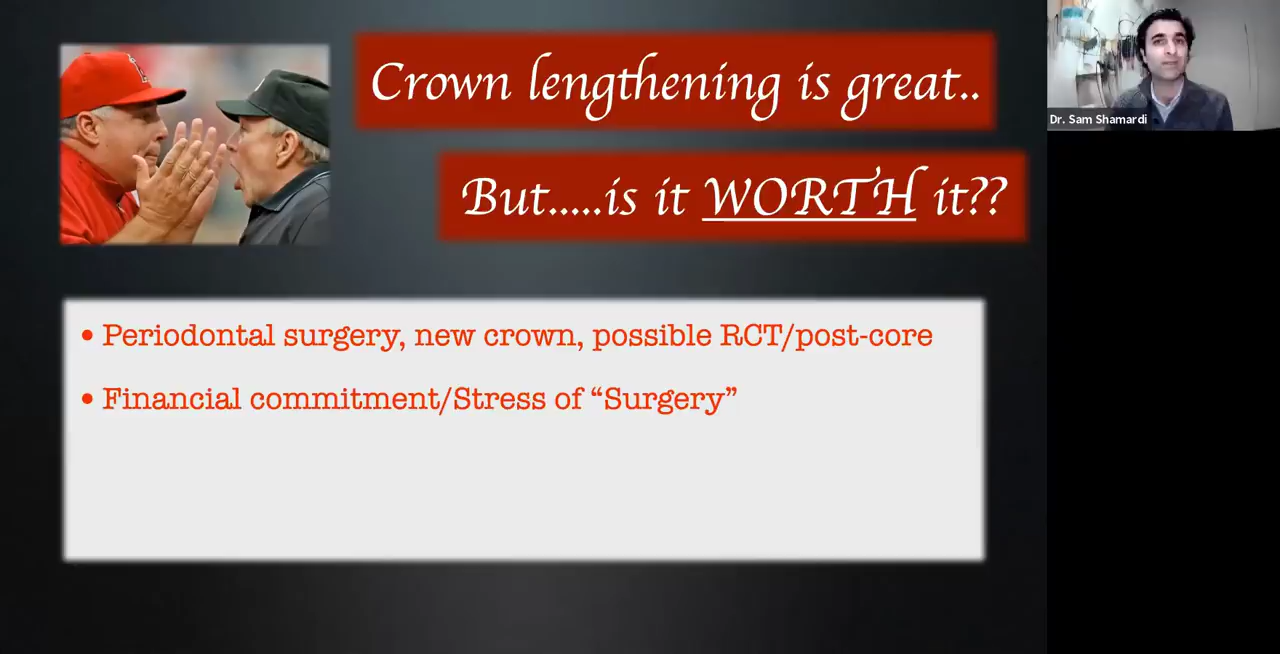 Crown lengthening is great..
But.....is it WORTH it??
• Periodontal surgery, new crown, possible RCT/post-core
• Financial commitment/Stress of “Surgery”
Dr. Sam Shamardi